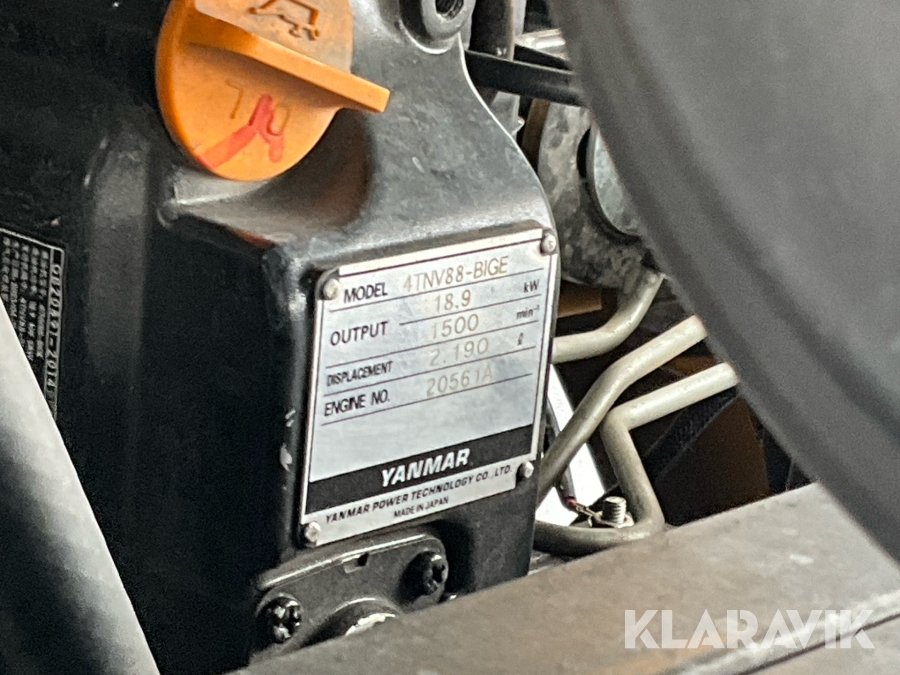 MODEL 4TNV88-BIGE
OUTPUT 18.9 kW
1500 min⁻¹
DISPLACEMENT 2.190 ℓ
ENGINE NO. 20561A
YANMAR
YANMAR POWER TECHNOLOGY CO., LTD.
MADE IN JAPAN
KLARAVIK